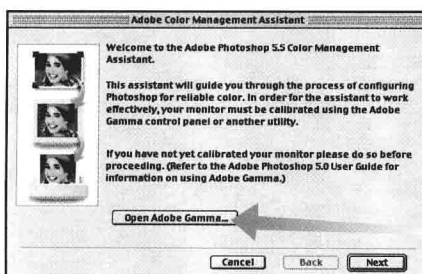 Adobe Color Management Assistant
Welcome to the Adobe Photoshop 5.5 Color Management
Assistant.
This assistant will guide you through the process of configuring
Photoshop for reliable color. In order for the assistant to work
effectively, your monitor must be calibrated using the Adobe
Gamma control panel or another utility.
If you have not yet calibrated your monitor please do so before
proceeding. (Refer to the Adobe Photoshop 5.0 User Guide for
information on using Adobe Gamma.)
Open Adobe Gamma...
Cancel
Back
Next